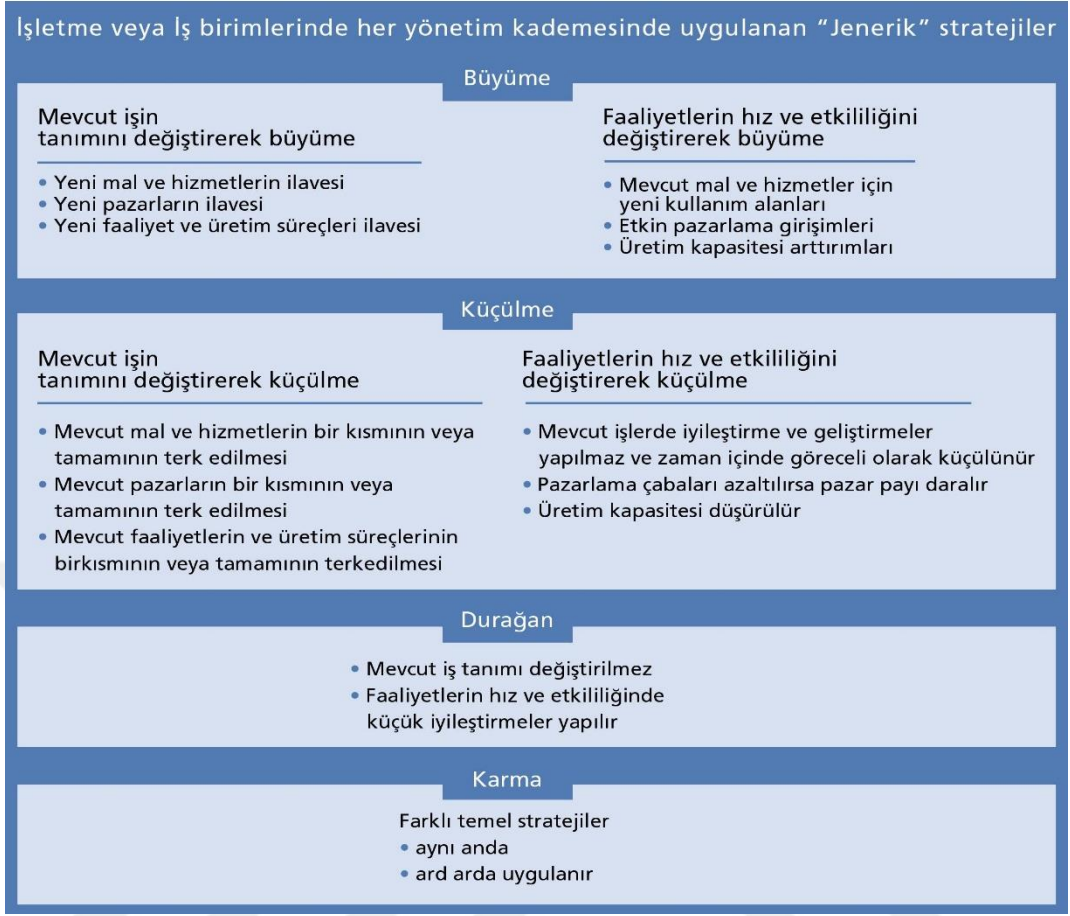 İşletme veya İş birimlerinde her yönetim kademesinde uygulanan “Jenerik” stratejiler
Büyüme
Mevcut işin
tanımını değiştirerek büyüme
• Yeni mal ve hizmetlerin ilavesi
• Yeni pazarların ilavesi
• Yeni faaliyet ve üretim süreçleri ilavesi
Faaliyetlerin hız ve etkililiğini
değiştirerek büyüme
• Mevcut mal ve hizmetler için
yeni kullanım alanları
• Etkin pazarlama girişimleri
• Üretim kapasitesi arttırımları
Küçülme
Mevcut işin
tanımını değiştirerek küçülme
• Mevcut mal ve hizmetlerin bir kısmının veya
tamamının terk edilmesi
• Mevcut pazarların bir kısmının veya
tamamının terk edilmesi
• Mevcut faaliyetlerin ve üretim süreçlerinin
birkısmının veya tamamının terkedilmesi
Faaliyetlerin hız ve etkililiğini
değiştirerek küçülme
• Mevcut işlerde iyileştirme ve geliştirmeler
yapılmaz ve zaman içinde göreceli olarak küçülünür
• Pazarlama çabaları azaltılırsa pazar payı daralır
• Üretim kapasitesi düşürülür
Durağan
• Mevcut iş tanımı değiştirilmez
• Faaliyetlerin hız ve etkililiğinde
küçük iyileştirmeler yapılır
Karma
Farklı temel stratejiler
• aynı anda
• ard arda uygulanır